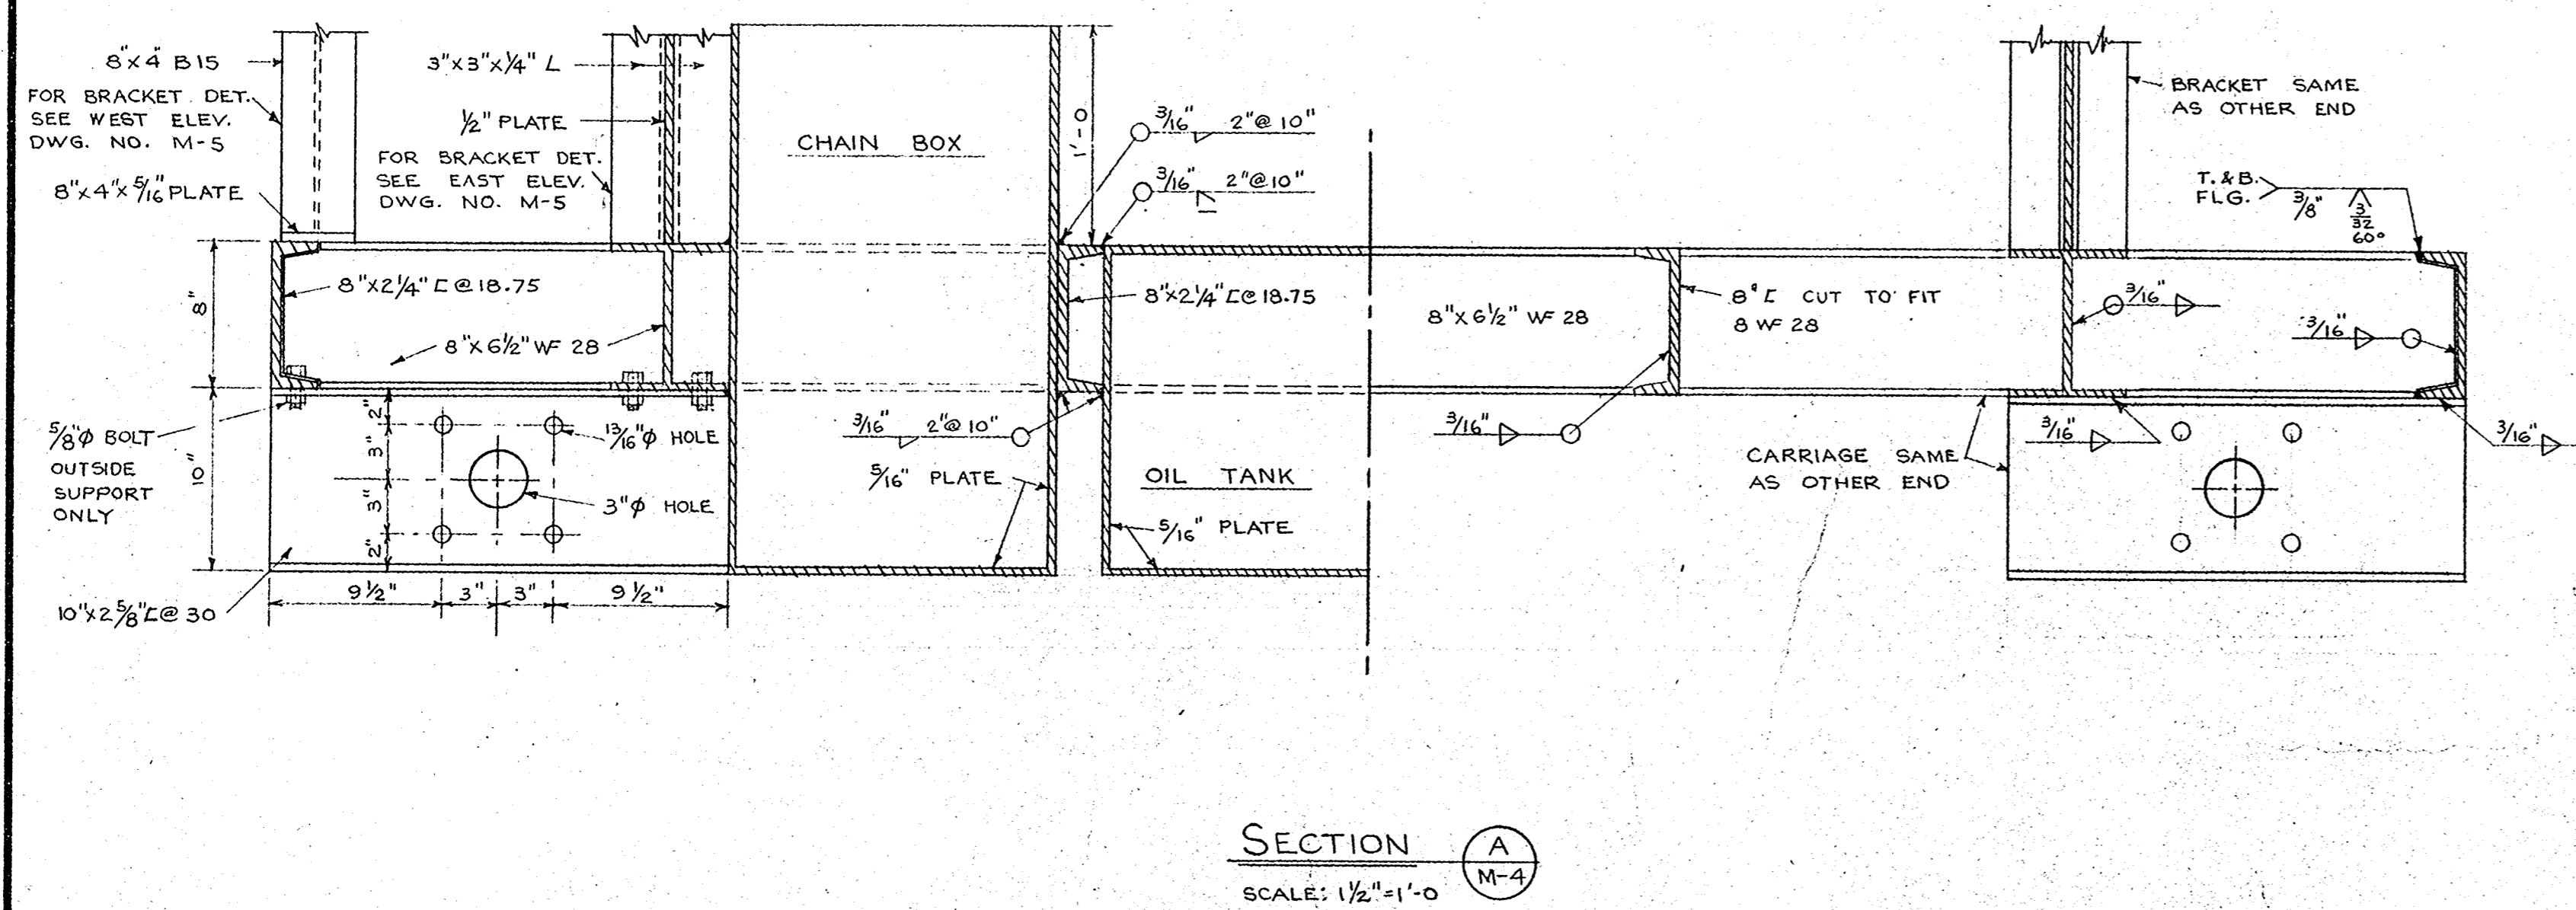 8"X4" B15
FOR BRACKET DET.
SEE WEST ELEV.
DWG. NO. M-5
8"X4"X5/16" PLATE
3"X3"X1/4" L
1/2" PLATE
FOR BRACKET DET.
SEE EAST ELEV.
DWG. NO. M-5
CHAIN BOX
1'-0
3/16" 2"@ 10"
3/16" 2"@10"
BRACKET SAME
AS OTHER END
T. & B.
FLG.
3/8"
3
32
60°
8"
8"X2 1/4" [@18.75
8"X6 1/2" WF 28
8"X2 1/4" [@18.75
8"X6 1/2" WF 28
8" [ CUT TO FIT
8 WF 28
3/16"
3/16"
5/8"Φ BOLT
OUTSIDE
SUPPORT
ONLY
10"
2"
3"
3"
2"
13/16"Φ HOLE
3"Φ HOLE
3/16" 2"@ 10"
5/16" PLATE
OIL TANK
5/16" PLATE
3/16"
CARRIAGE SAME
AS OTHER END
3/16"
3/16"
9 1/2" 3" 3" 9 1/2"
10"X2 5/8"[@ 30
SECTION
A
M-4
SCALE: 1 1/2"=1'-0